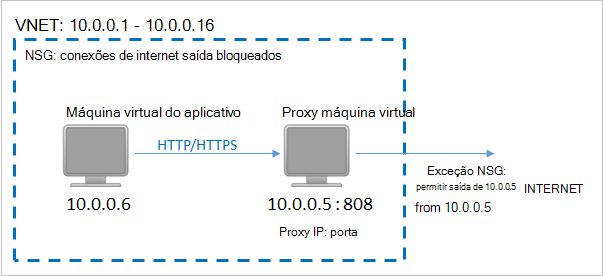 VNET: 10.0.0.1 - 10.0.0.16
NSG: conexões de internet saída bloqueados
Máquina virtual do aplicativo
Proxy máquina virtual
HTTP/HTTPS
10.0.0.6
10.0.0.5 : 808
Proxy IP: porta
Exceção NSG:
permitir saída de 10.0.0.5
from 10.0.0.5
INTERNET